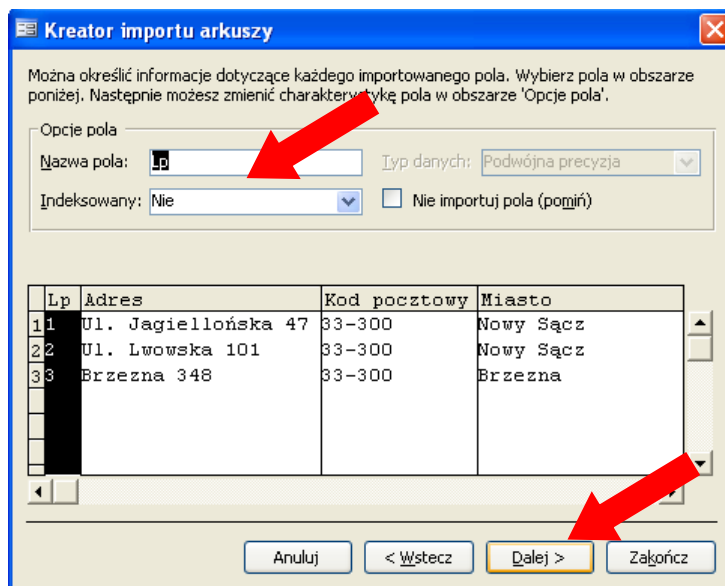 Kreator importu arkuszy
Można określić informacje dotyczące każdego importowanego pola. Wybierz pola w obszarze
poniżej. Następnie możesz zmienić charakterystykę pola w obszarze 'Opcje pola'.
Opcje pola
Nazwa pola: Lp Typ danych: Podwójna precyzja
Indeksowany: Nie Nie importuj pola (pomiń)
Lp Adres Kod pocztowy Miasto
1 1 Ul. Jagiellońska 47 33-300 Nowy Sącz
2 2 Ul. Lwowska 101 33-300 Nowy Sącz
3 3 Brzezna 348 33-300 Brzezna
Anuluj < Wstecz Dalej > Zakończ